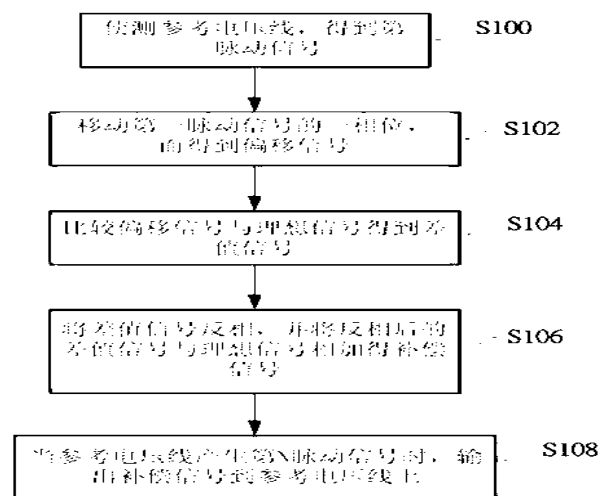 侦测参考电压线，得到第一
脉动信号
S100
移动第一脉动信号的一相位，
而得到偏移信号
S102
比较偏移信号与理想信号得到差
值信号
S104
将差值信号反相，并将反相后的
差值信号与理想信号相加得补偿
信号
S106
当参考电压线产生第N脉动信号时，输
出补偿信号到参考电压线上
S108